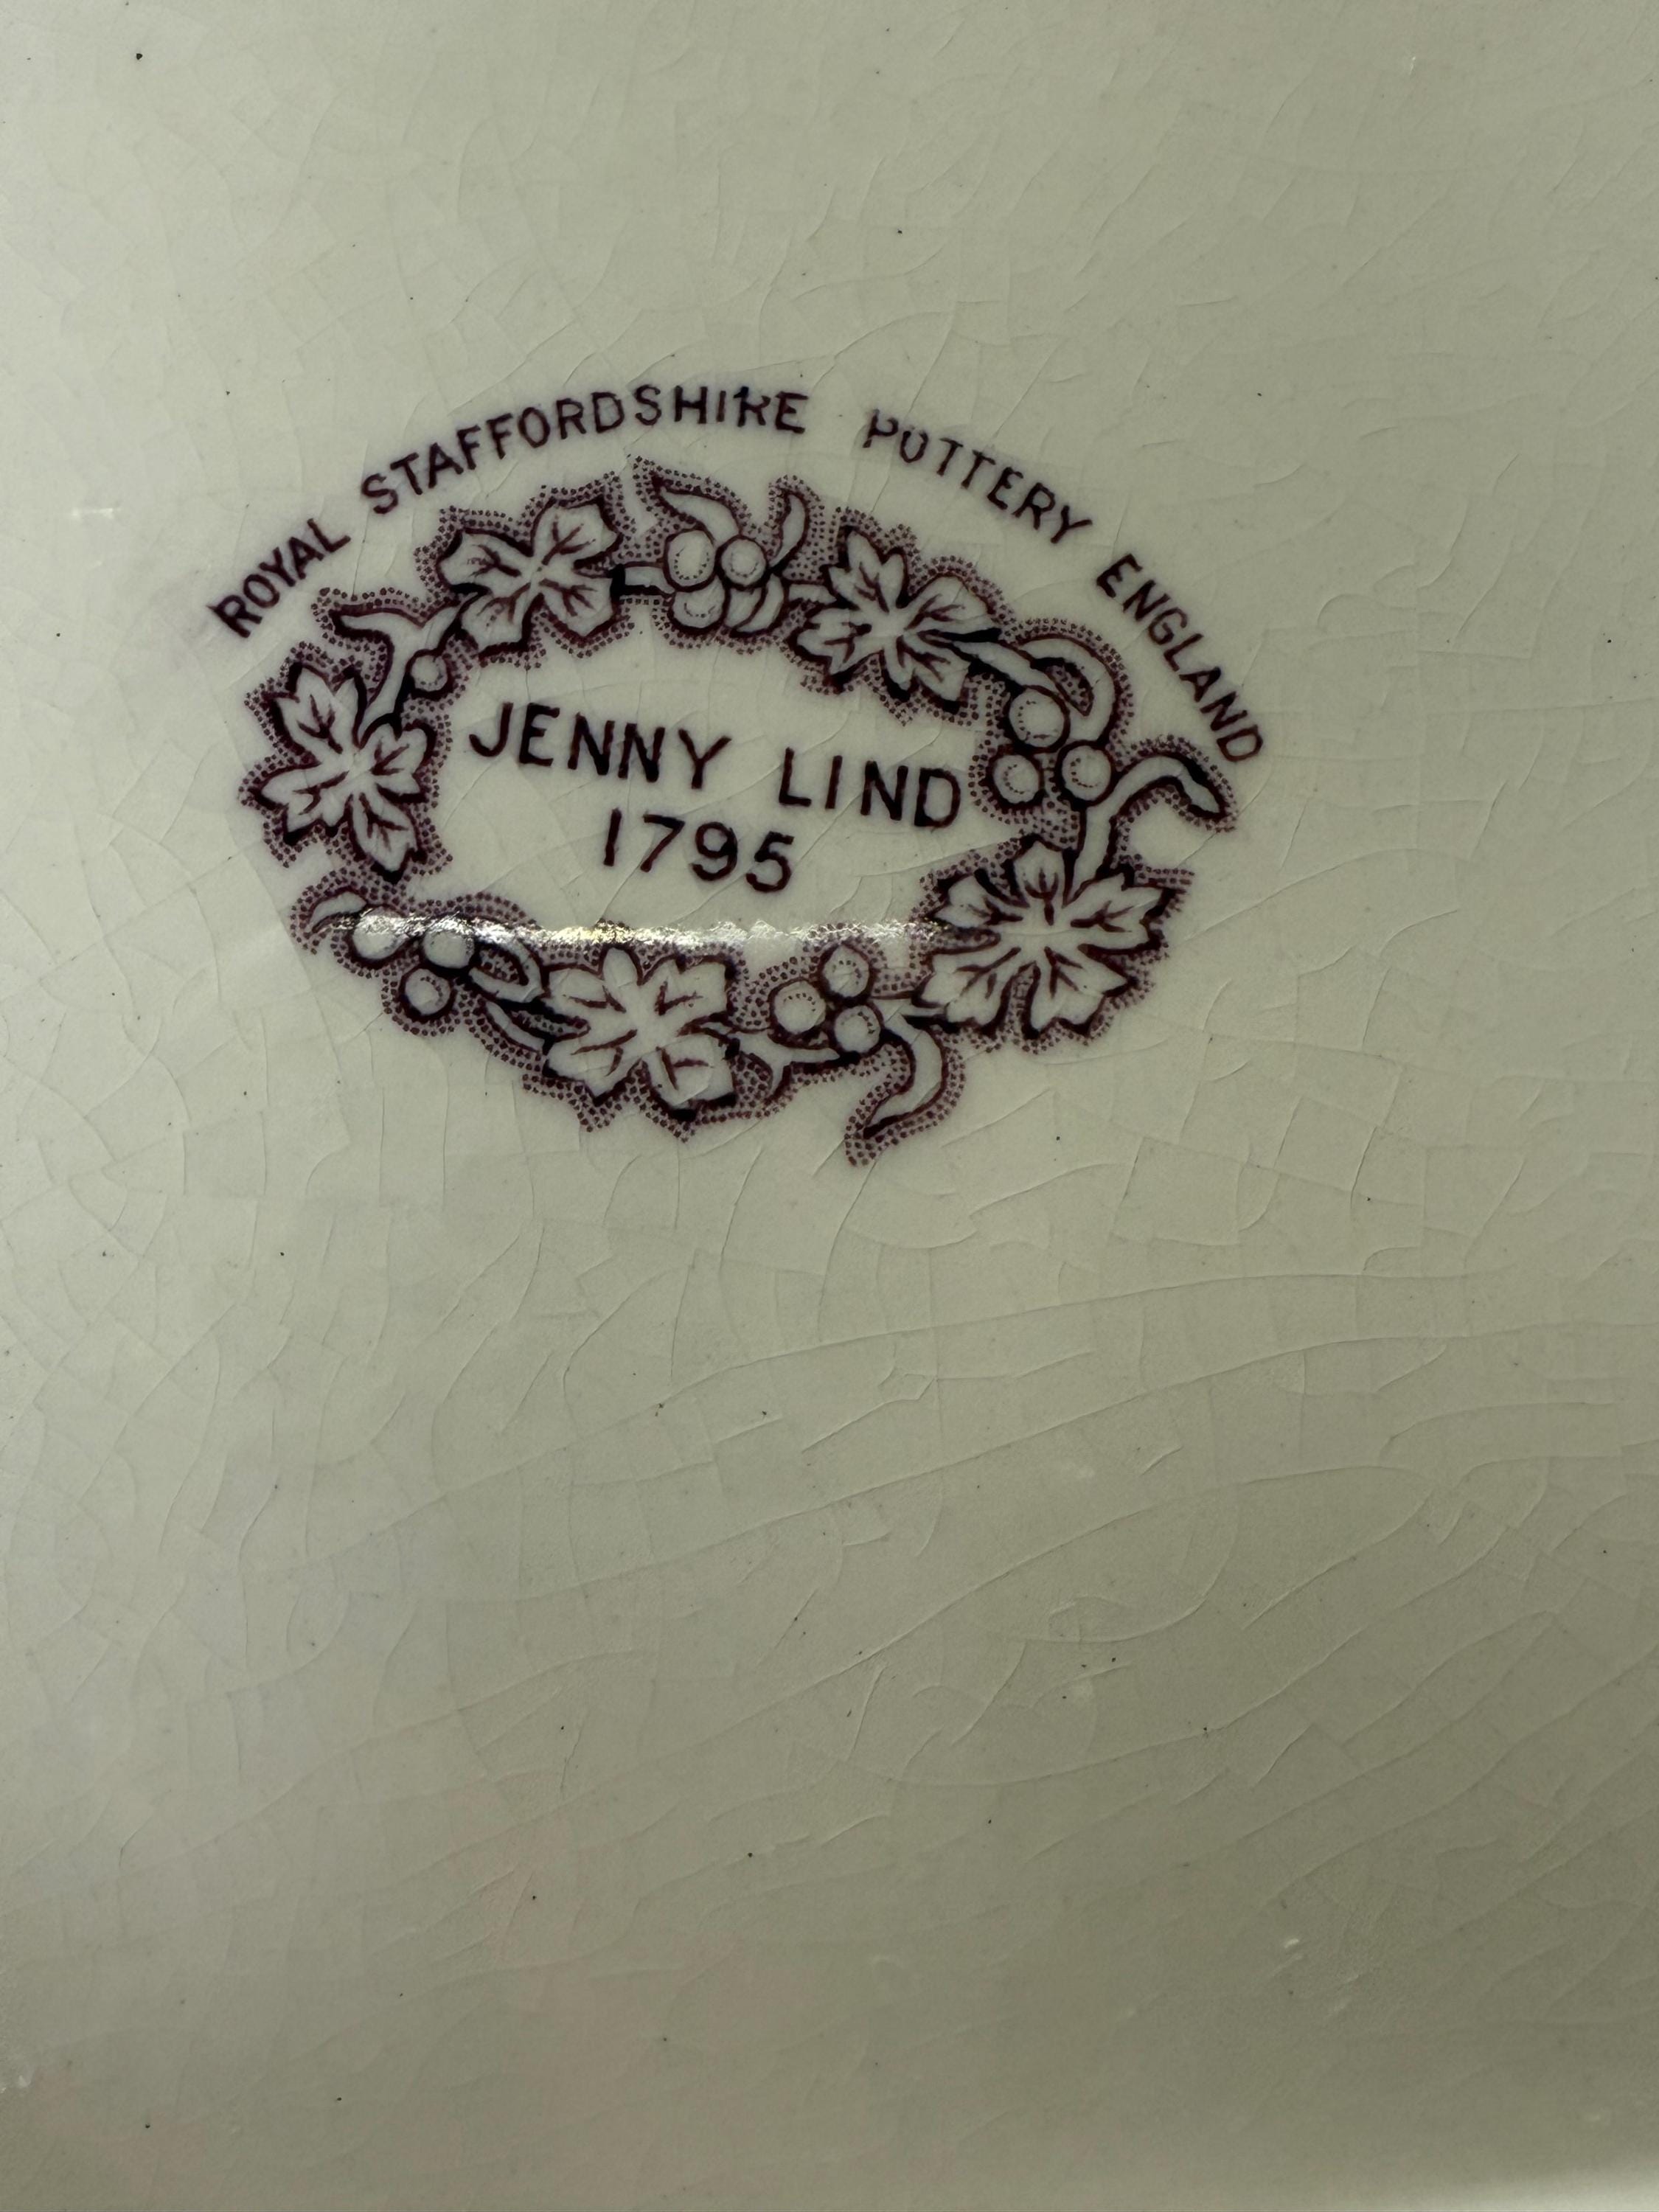 ROYAL STAFFORDSHIRE POTTERY ENGLAND
JENNY LIND
1795